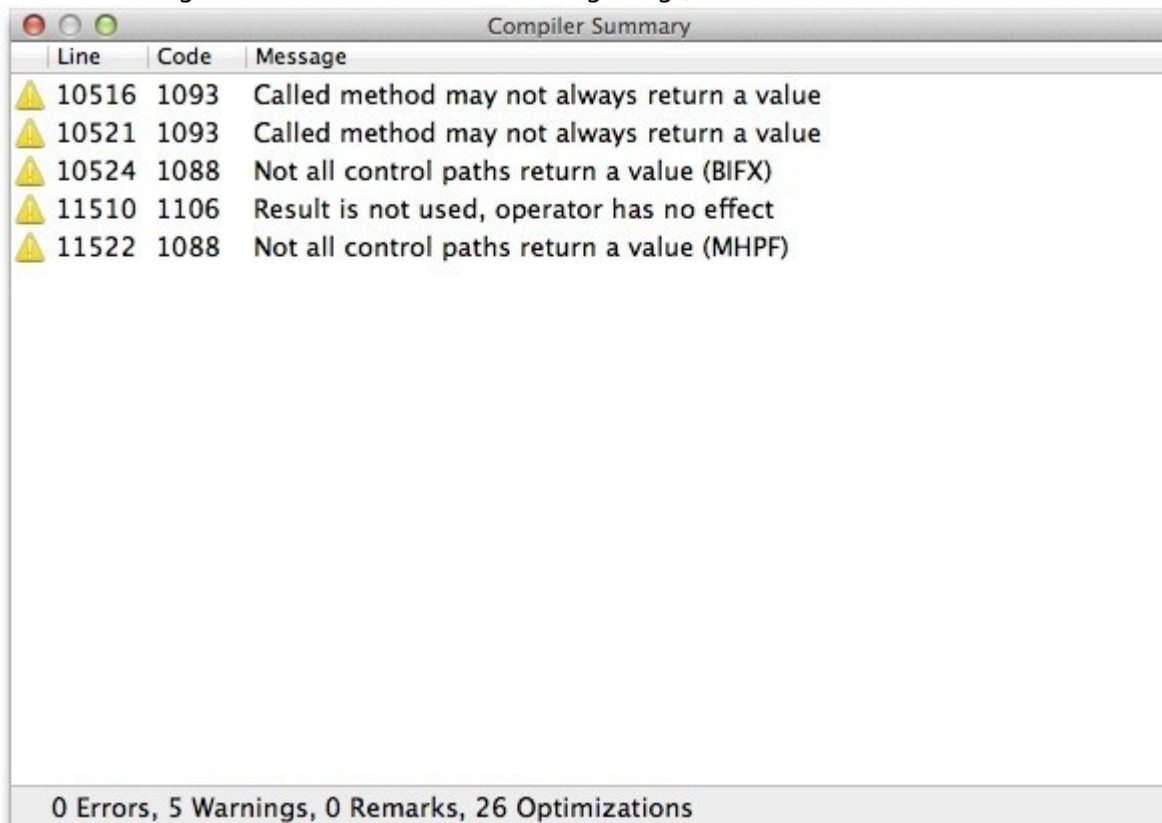 Compiler Summary
Line Code Message
10516 1093 Called method may not always return a value
10521 1093 Called method may not always return a value
10524 1088 Not all control paths return a value (BIFX)
11510 1106 Result is not used, operator has no effect
11522 1088 Not all control paths return a value (MHPF)
0 Errors, 5 Warnings, 0 Remarks, 26 Optimizations